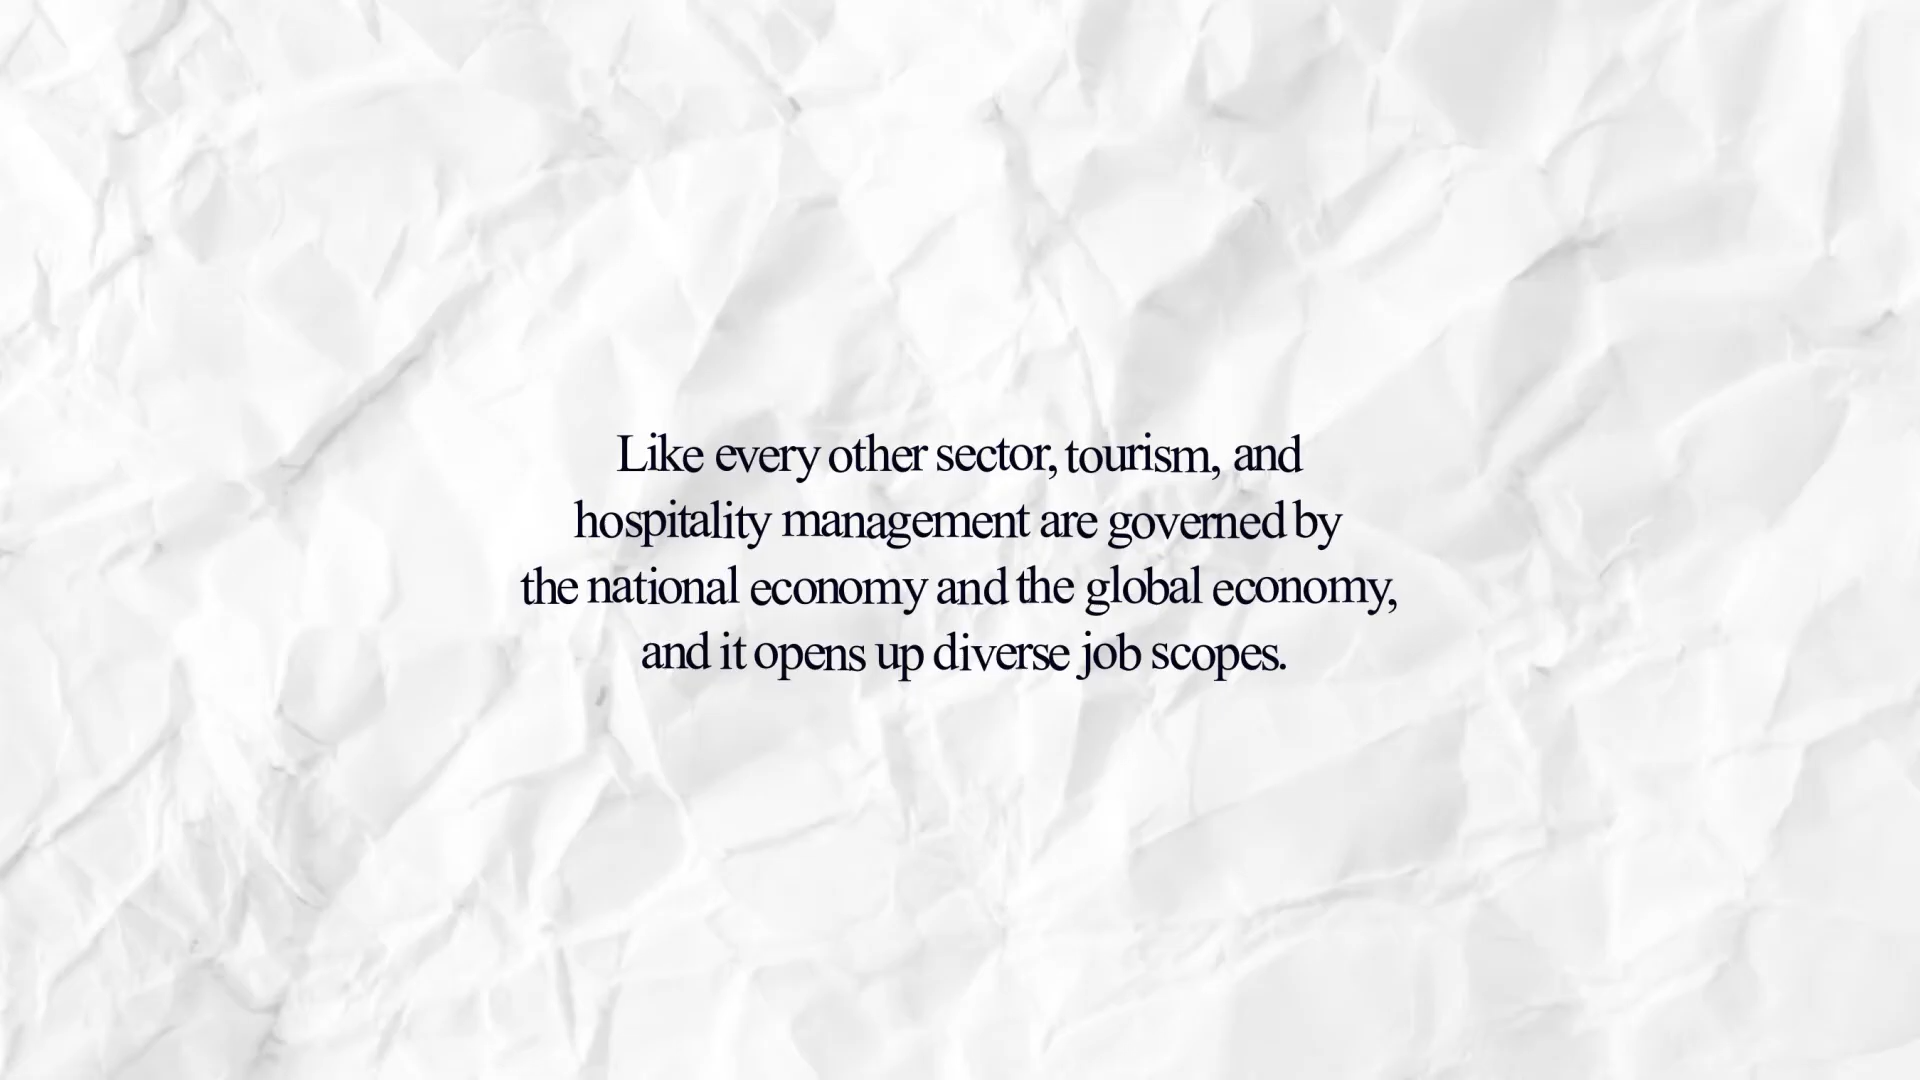 Like every other sector, tourism, and
hospitality management are governed by
the national economy and the global economy,
and it opens up diverse job scopes.